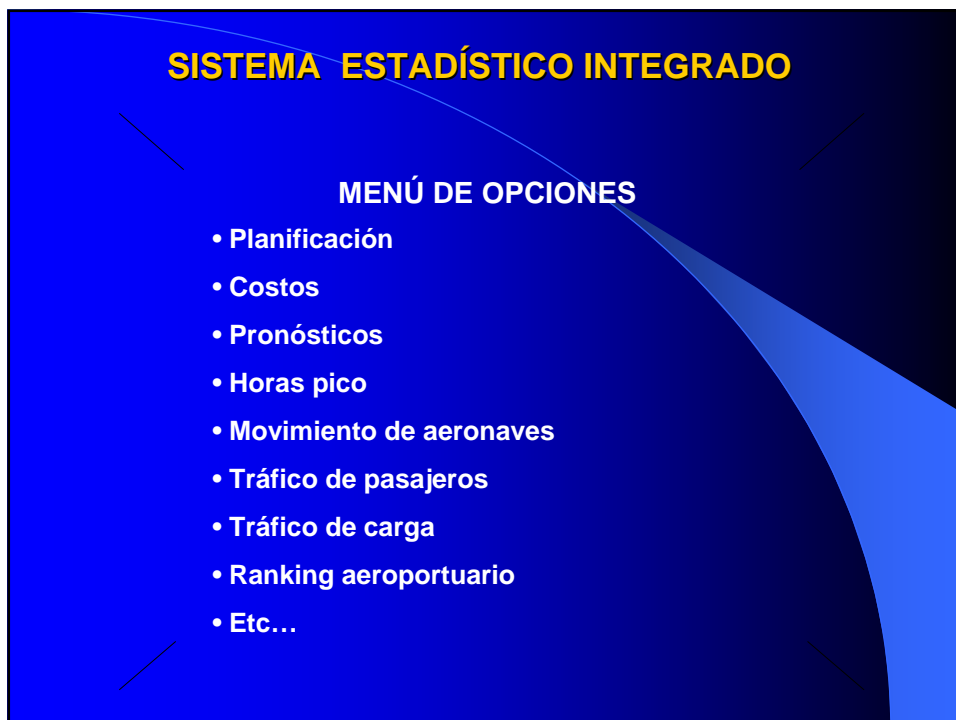 SISTEMA ESTADÍSTICO INTEGRADO
MENÚ DE OPCIONES
• Planificación
• Costos
• Pronósticos
• Horas pico
• Movimiento de aeronaves
• Tráfico de pasajeros
• Tráfico de carga
• Ranking aeroportuario
• Etc…